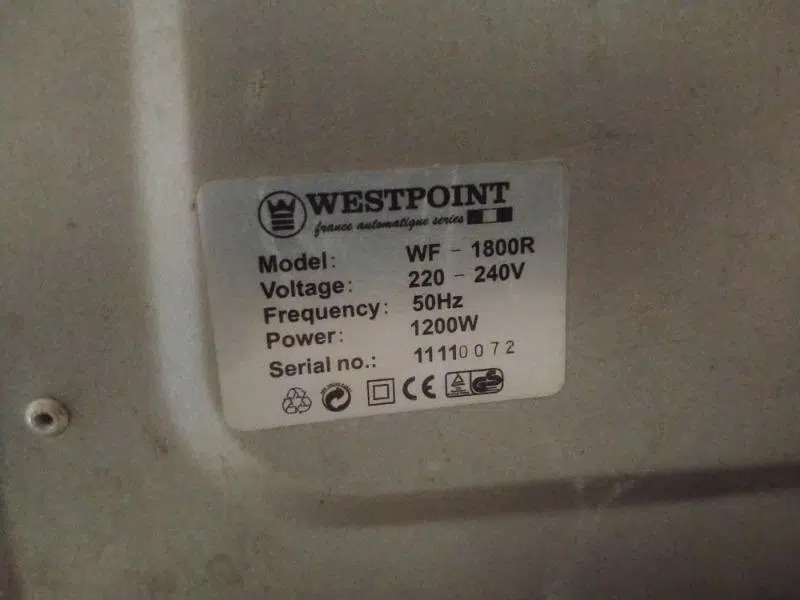 WESTPOINT
france automatique series
Model: WF - 1800R
Voltage: 220 - 240V
Frequency: 50Hz
Power: 1200W
Serial no.: 11110072
CE